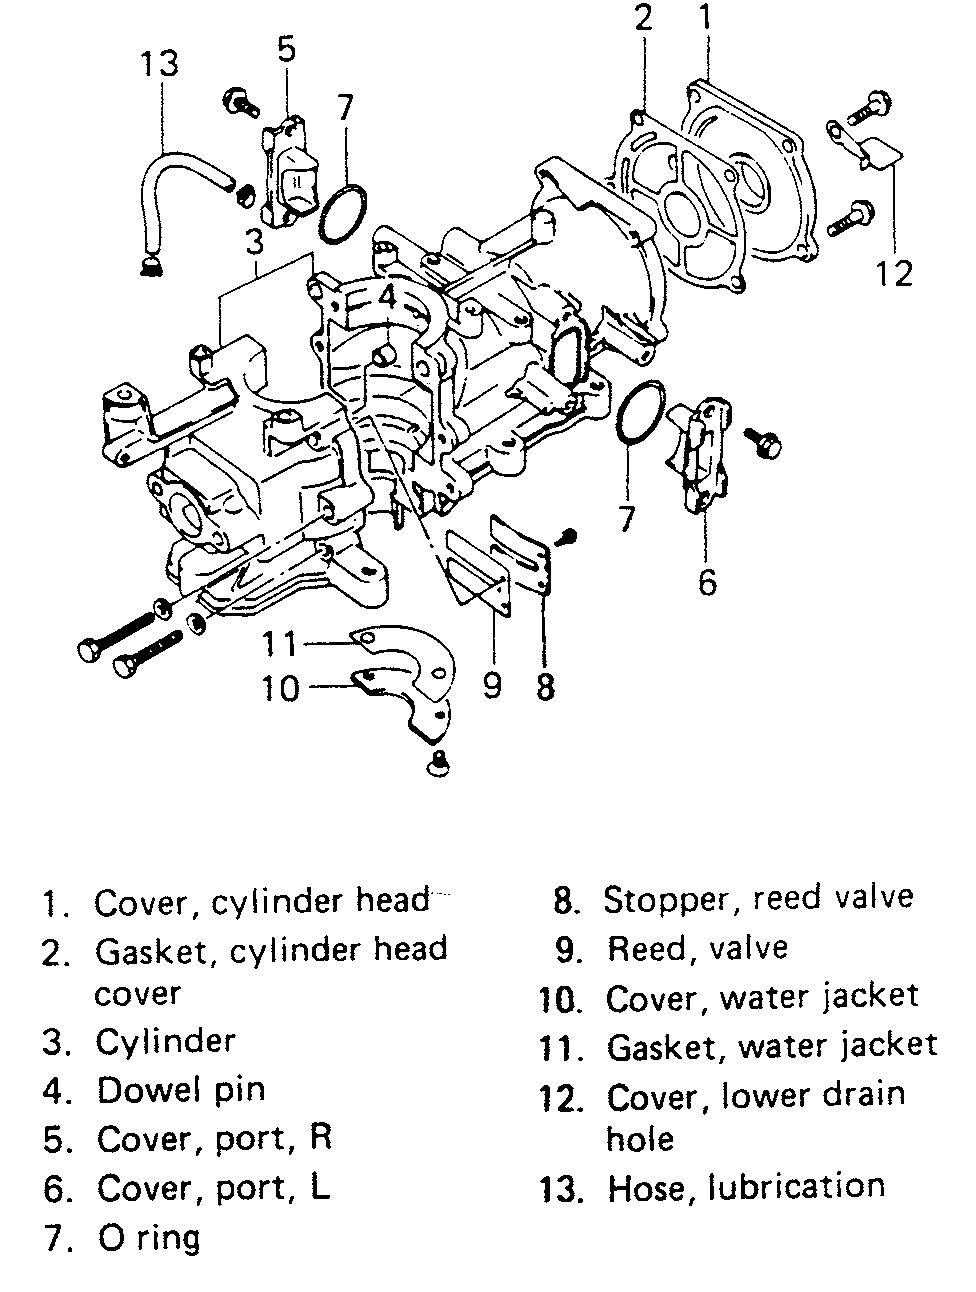 2 1
5
13
7
12
3
4
7
6
11
10
9 8
1. Cover, cylinder head
2. Gasket, cylinder head
cover
3. Cylinder
4. Dowel pin
5. Cover, port, R
6. Cover, port, L
7. O ring
8. Stopper, reed valve
9. Reed, valve
10. Cover, water jacket
11. Gasket, water jacket
12. Cover, lower drain
hole
13. Hose, lubrication